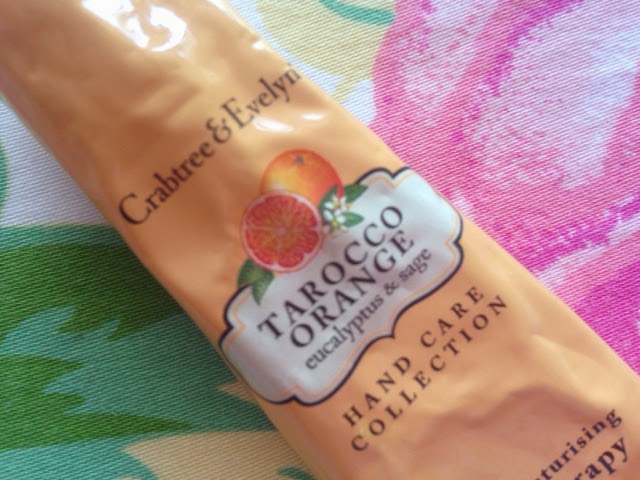 Crabtree & Evelyn
TAROCCO
ORANGE
eucalyptus & sage
HAND CARE
COLLECTION